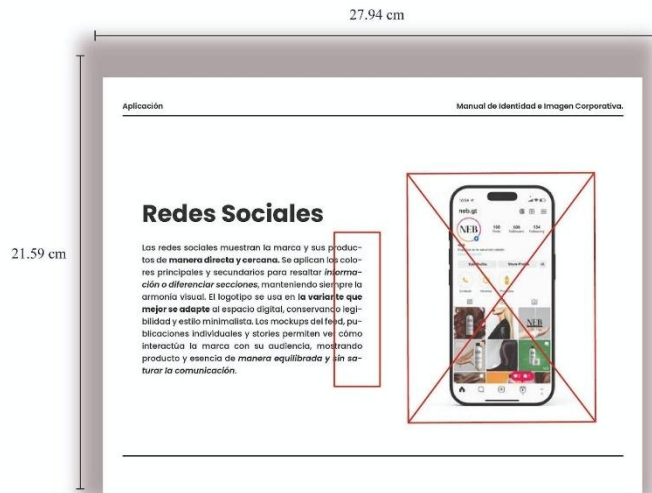 27.94 cm
21.59 cm
Aplicación
Manual de Identidad e Imagen Corporativa.
Redes Sociales
Las redes sociales muestran la marca y sus produc-
tos de manera directa y cercana. Se aplican los colo-
res principales y secundarios para resaltar informa-
ción o diferenciar secciones, manteniendo siempre la
armonía visual. El logotipo se usa en la variante que
mejor se adapte al espacio digital, conservando legi-
bilidad y estilo minimalista. Los mockups del feed, pu-
blicaciones individuales y stories permiten ver cómo
interactúa la marca con su audiencia, mostrando
producto y esencia de manera equilibrada y sin sa-
turar la comunicación.
neb.gt
NEB
NEB